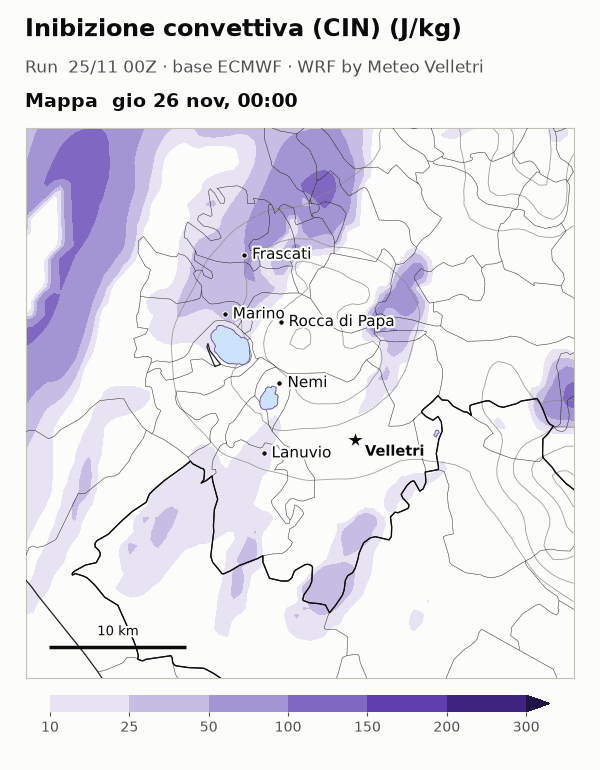 Inibizione convettiva (CIN) (J/kg)
Run  25/11 00Z · base ECMWF · WRF by Meteo Velletri
Mappa  gio 26 nov, 00:00
Frascati
Marino
Rocca di Papa
Nemi
Velletri
Lanuvio
10 km
10 25 50 100 150 200 300